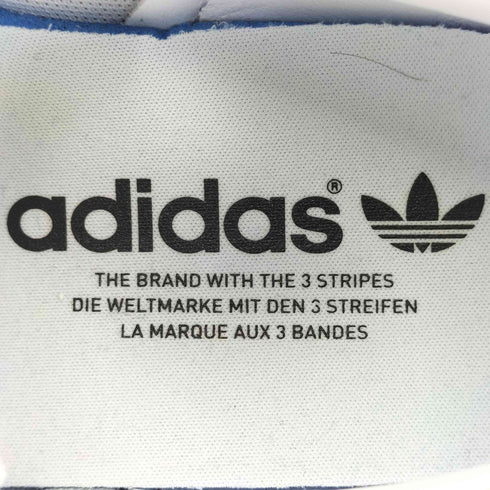 adidas®
THE BRAND WITH THE 3 STRIPES
DIE WELTMARKE MIT DEN 3 STREIFEN
LA MARQUE AUX 3 BANDES